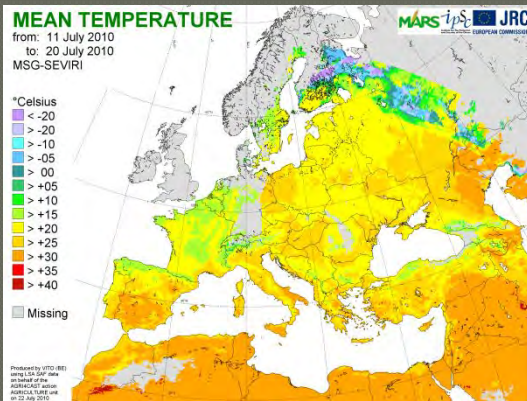 MEAN TEMPERATURE
from: 11 July 2010
to: 20 July 2010
MSG-SEVIRI
MARS ipsc JRC
EUROPEAN COMMISSION
°Celsius
< -20
> -20
> -10
> -05
> 00
> +05
> +10
> +15
> +20
> +25
> +30
> +35
> +40
Missing
Produced by VITO (BE)
using LSA SAF data
on behalf of the
AGRI4CAST action
AGRICULTURE unit
on 22 July 2010